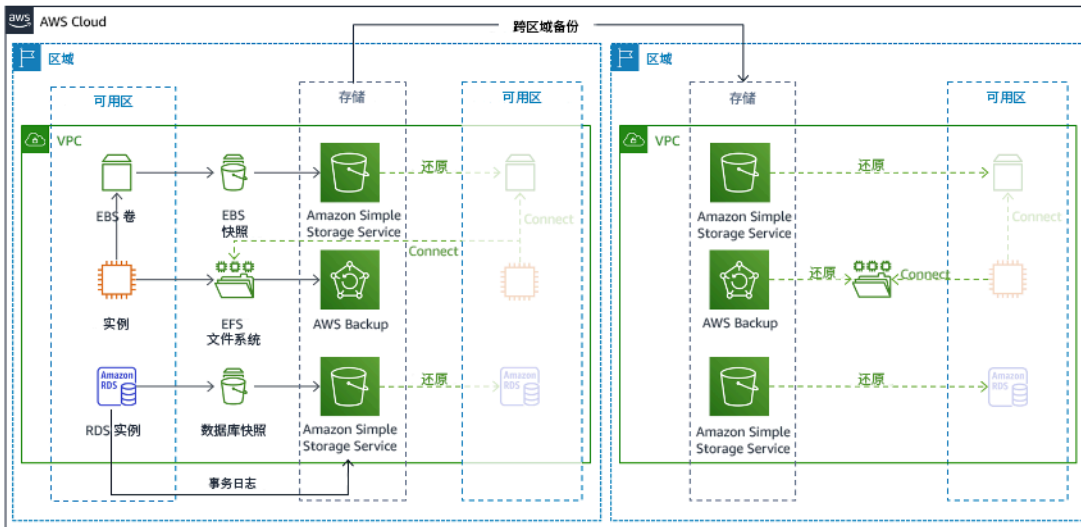 aws
AWS Cloud
跨区域备份
区域
可用区
存储
可用区
VPC
EBS 卷
EBS
快照
Amazon Simple
Storage Service
还原
Connect
Connect
实例
EFS
文件系统
AWS Backup
Amazon
RDS
RDS 实例
数据库快照
Amazon Simple
Storage Service
还原
Amazon
RDS
事务日志
区域
存储
可用区
VPC
Amazon Simple
Storage Service
还原
Connect
AWS Backup
还原
Connect
Amazon Simple
Storage Service
还原
Amazon
RDS